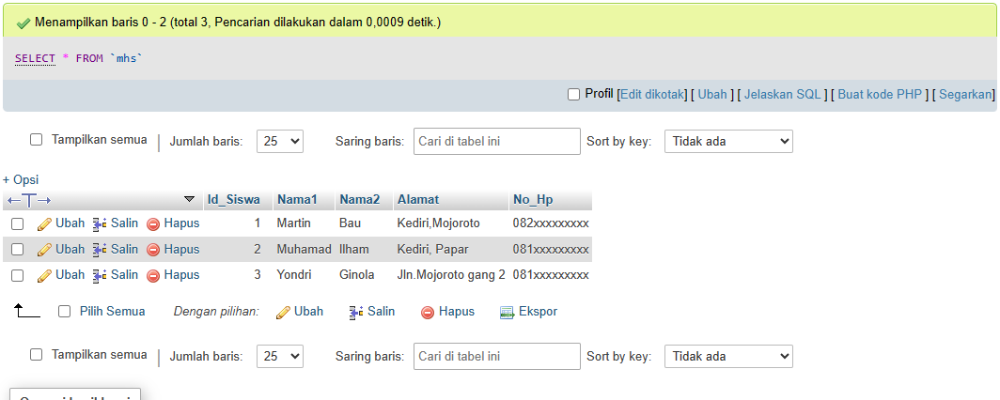 Menampilkan baris 0 - 2 (total 3, Pencarian dilakukan dalam 0,0009 detik.)
SELECT * FROM `mhs`
Profil [Edit dikotak] [ Ubah ] [ Jelaskan SQL ] [ Buat kode PHP ] [ Segarkan]
Tampilkan semua | Jumlah baris: 25 Saring baris: Cari di tabel ini Sort by key: Tidak ada
+ Opsi
Id_Siswa Nama1 Nama2 Alamat No_Hp
Ubah Salin Hapus 1 Martin Bau Kediri,Mojoroto 082xxxxxxxxx
Ubah Salin Hapus 2 Muhamad Ilham Kediri, Papar 081xxxxxxxxx
Ubah Salin Hapus 3 Yondri Ginola Jln.Mojoroto gang 2 081xxxxxxxxx
Pilih Semua Dengan pilihan: Ubah Salin Hapus Ekspor
Tampilkan semua | Jumlah baris: 25 Saring baris: Cari di tabel ini Sort by key: Tidak ada